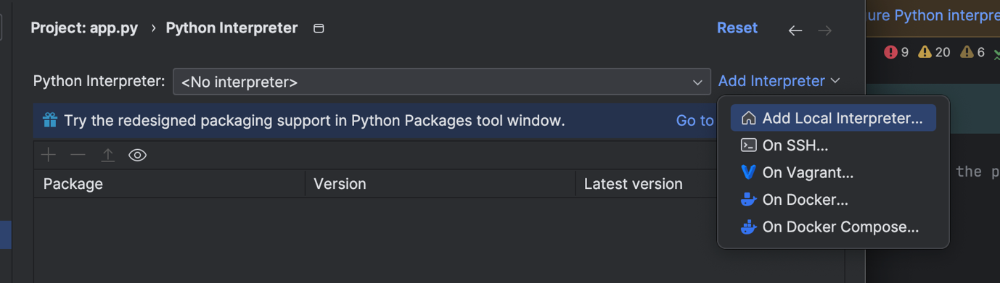 Project: app.py › Python Interpreter
Reset
Python interpre
9 20 6
Python Interpreter: <No interpreter> Add Interpreter
Try the redesigned packaging support in Python Packages tool window. Go to
Add Local Interpreter...
On SSH...
On Vagrant...
On Docker...
On Docker Compose...
Package Version Latest version
the p